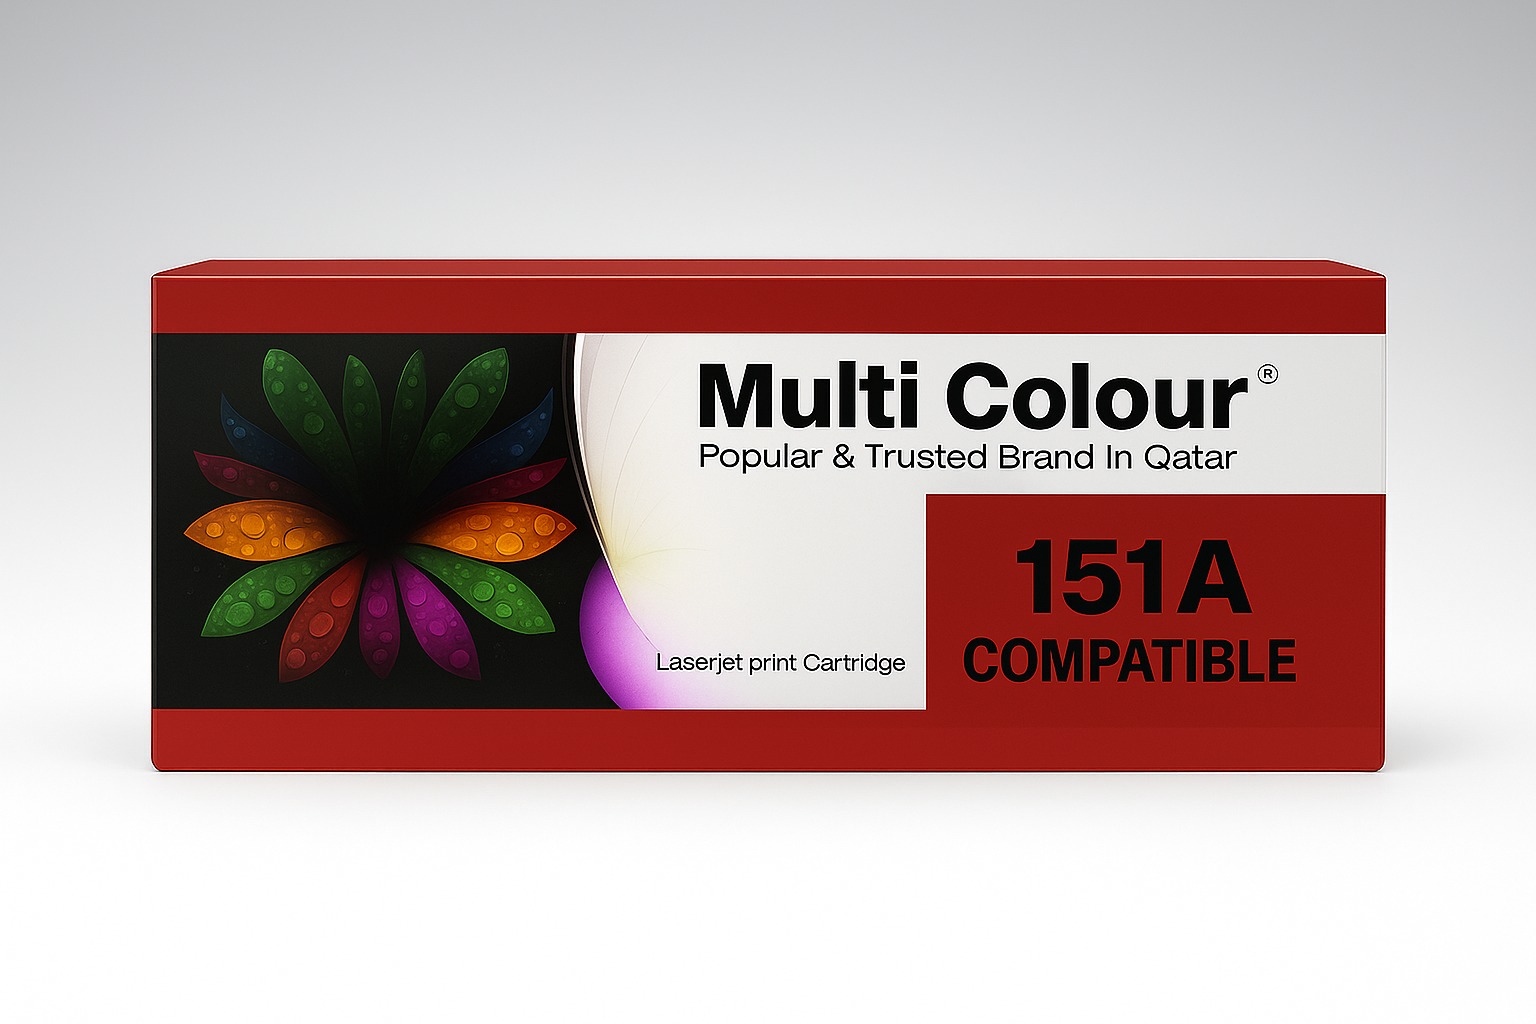 Multi Colour®
Popular & Trusted Brand In Qatar
151A
COMPATIBLE
Laserjet print Cartridge